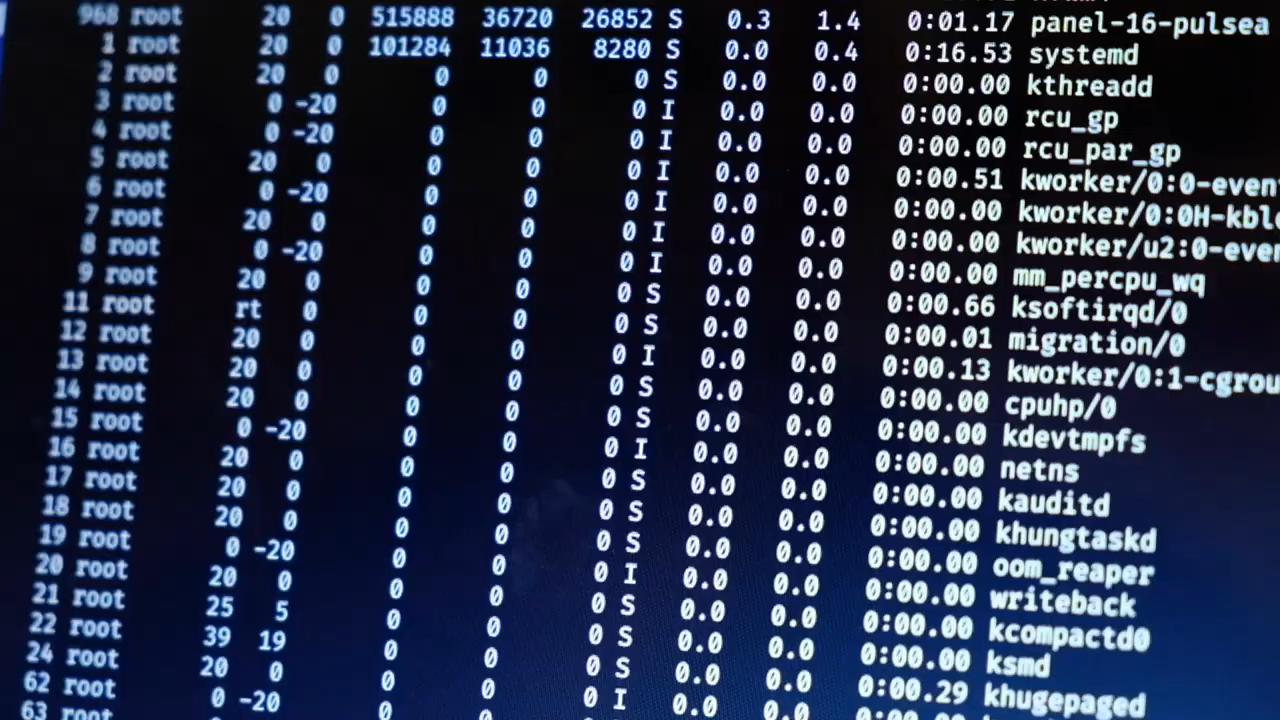 968 root 20 0 515888 36720 26852 S 0.3 1.4 0:01.17 panel-16-pulsea
1 root 20 0 101284 11036 8280 S 0.0 0.4 0:16.53 systemd
2 root 20 0 0 0 0 S 0.0 0.0 0:00.00 kthreadd
3 root 0 -20 0 0 0 I 0.0 0.0 0:00.00 rcu_gp
4 root 0 -20 0 0 0 I 0.0 0.0 0:00.00 rcu_par_gp
5 root 20 0 0 0 0 I 0.0 0.0 0:00.51 kworker/0:0-even
6 root 0 -20 0 0 0 I 0.0 0.0 0:00.00 kworker/0:0H-kblo
7 root 20 0 0 0 0 I 0.0 0.0 0:00.00 kworker/u2:0-even
8 root 0 -20 0 0 0 I 0.0 0.0 0:00.00 mm_percpu_wq
9 root 20 0 0 0 0 S 0.0 0.0 0:00.66 ksoftirqd/0
11 root rt 0 0 0 0 S 0.0 0.0 0:00.01 migration/0
12 root 20 0 0 0 0 I 0.0 0.0 0:00.13 kworker/0:1-cgrou
13 root 20 0 0 0 0 S 0.0 0.0 0:00.00 cpuhp/0
14 root 20 0 0 0 0 S 0.0 0.0 0:00.00 kdevtmpfs
15 root 0 -20 0 0 0 I 0.0 0.0 0:00.00 netns
16 root 20 0 0 0 0 S 0.0 0.0 0:00.00 kauditd
17 root 20 0 0 0 0 S 0.0 0.0 0:00.00 khungtaskd
18 root 20 0 0 0 0 S 0.0 0.0 0:00.00 oom_reaper
19 root 0 -20 0 0 0 I 0.0 0.0 0:00.00 writeback
20 root 20 0 0 0 0 S 0.0 0.0 0:00.00 kcompactd0
21 root 25 5 0 0 0 S 0.0 0.0 0:00.00 ksmd
22 root 39 19 0 0 0 S 0.0 0.0 0:00.29 khugepaged
24 root 20 0 0 0 0 I 0.0 0.0
62 root 0 -20 0
63 root